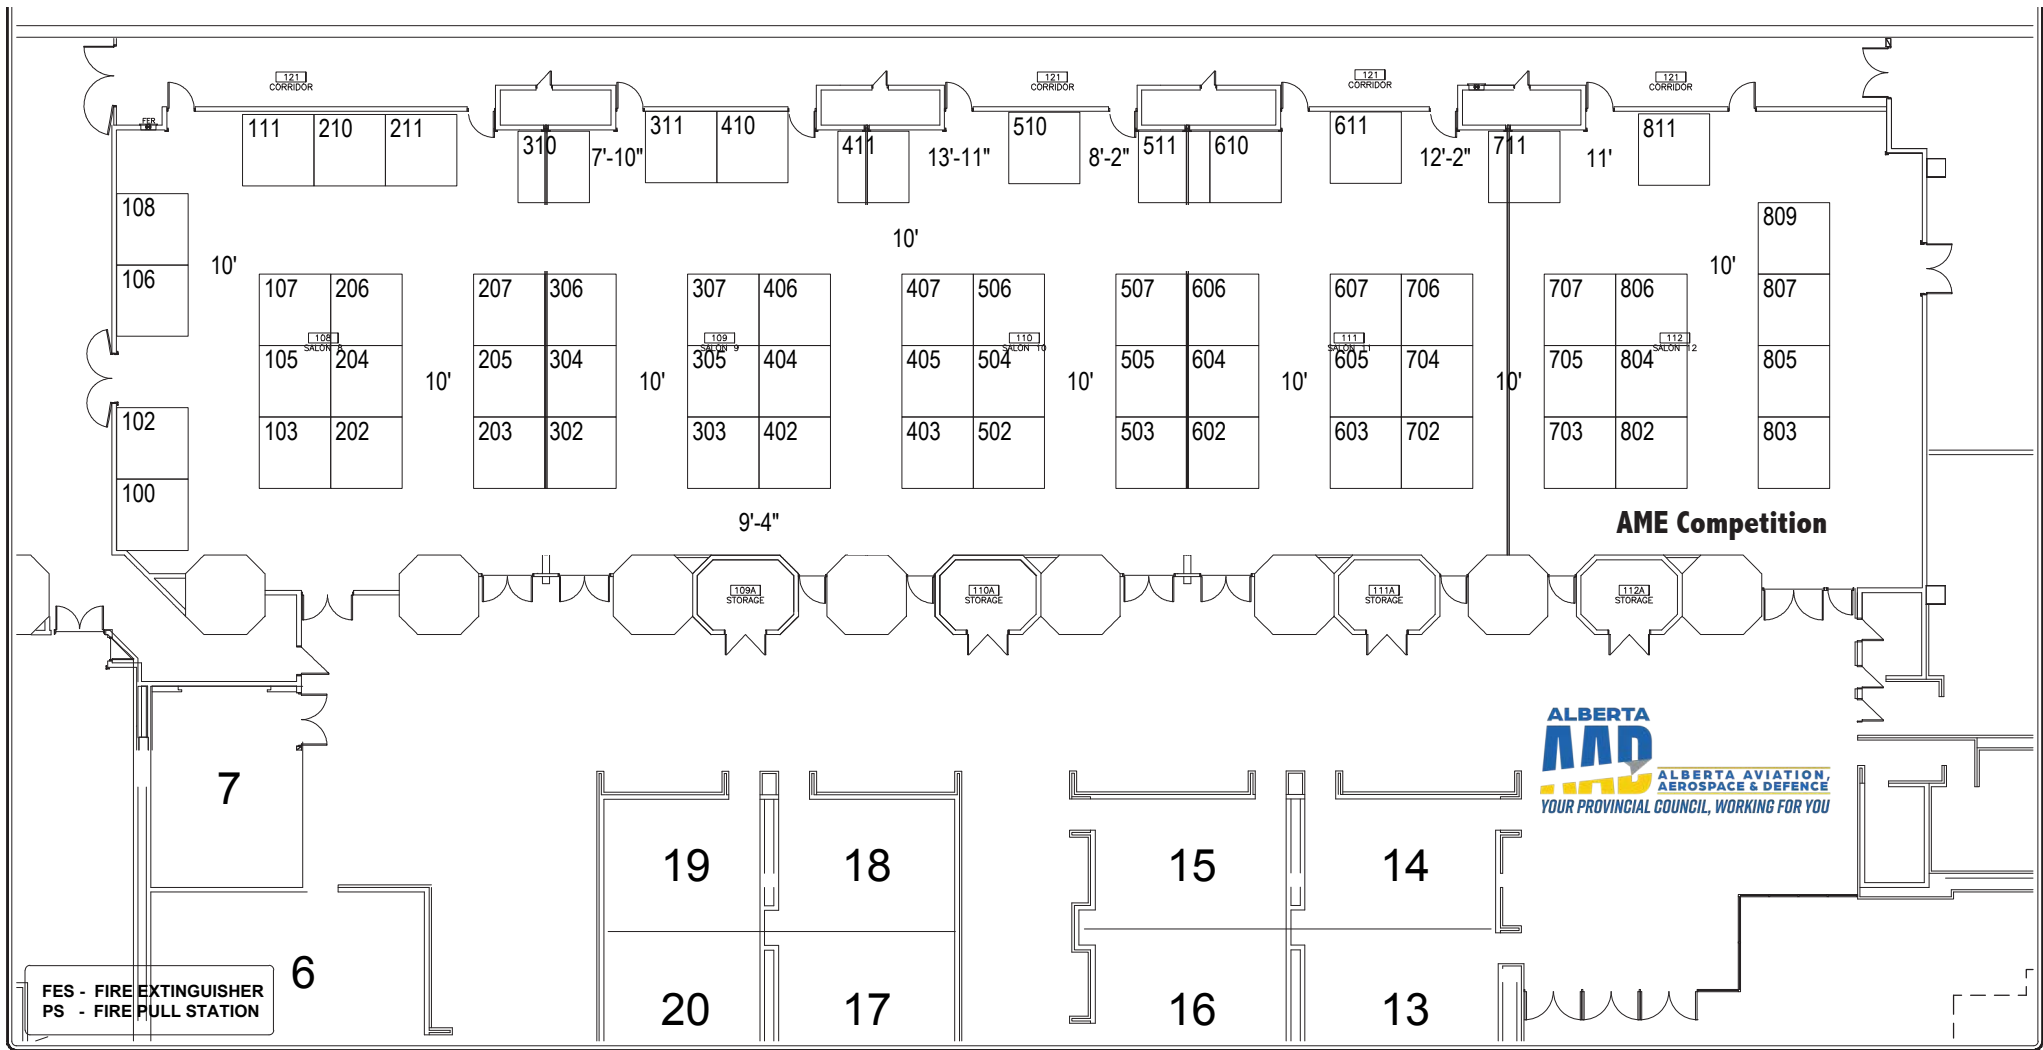 121 121 121 121
CORRIDOR CORRIDOR CORRIDOR CORRIDOR
FER
111 210 211 310 7'-10" 311 410 411 13'-11" 510 8'-2" 511 610 611 12'-2" 711 11' 811
108 809
10'
10' 10'
106
107 206 207 306 307 406 407 506 507 606 607 706 707 806 807
108 109 110 111 112
SALON 8 SALON 9 SALON 10 SALON 11 SALON 12
105 204 205 304 305 404 405 504 505 604 605 704 705 804 805
10' 10' 10' 10' 10'
102
103 202 203 302 303 402 403 502 503 602 603 702 703 802 803
100
9'-4" AME Competition
109A 110A 111A 112A
STORAGE STORAGE STORAGE STORAGE
ALBERTA
AAD
ALBERTA AVIATION,
AEROSPACE & DEFENCE
YOUR PROVINCIAL COUNCIL, WORKING FOR YOU
7
19 18 15 14
6
FES - FIRE EXTINGUISHER
PS - FIRE PULL STATION
20 17 16 13